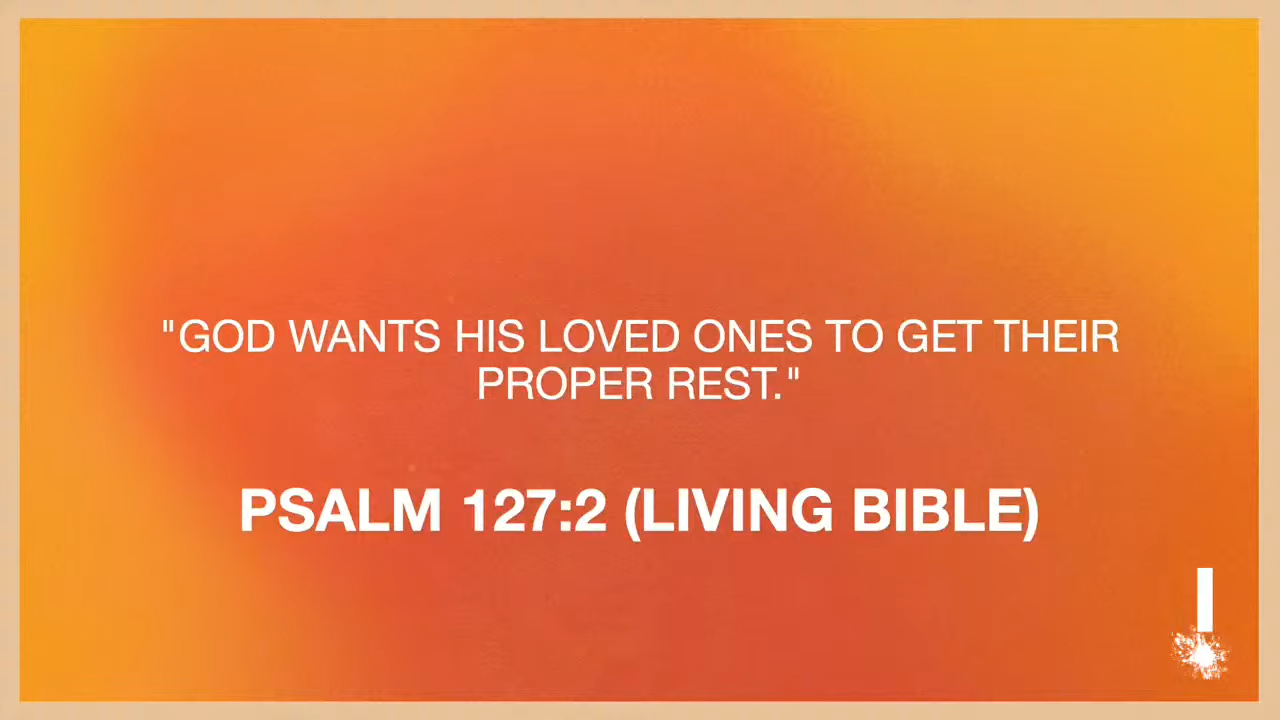 "GOD WANTS HIS LOVED ONES TO GET THEIR
PROPER REST."
PSALM 127:2 (LIVING BIBLE)